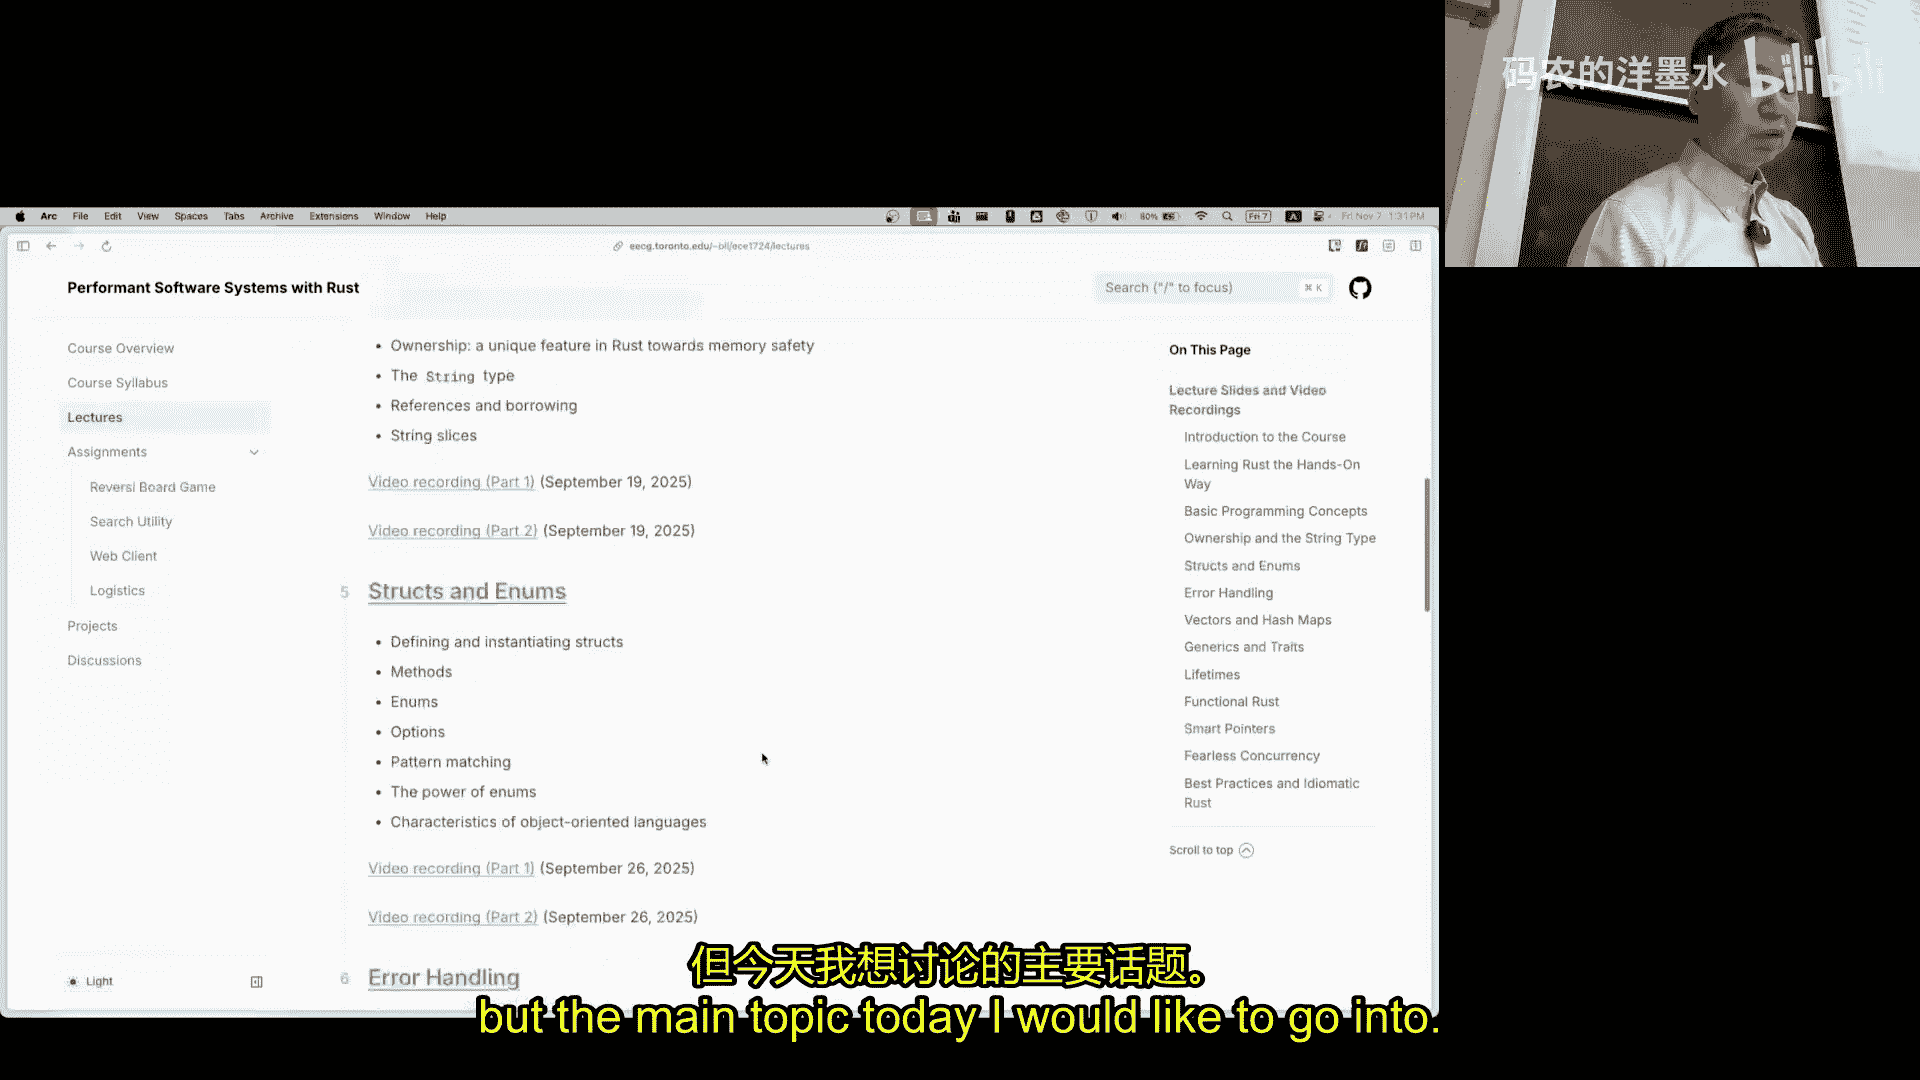 码农的洋墨水 bilibili
Arc File Edit View Spaces Tabs Archive Extensions Window Help
80% Fri 7 A Fri Nov 7 1:31 PM
eecg.toronto.edu/~bli/ece1724/lectures
Performant Software Systems with Rust
Search ("/" to focus) ⌘ K
Course Overview
Course Syllabus
Lectures
Assignments
Reversi Board Game
Search Utility
Web Client
Logistics
Projects
Discussions
Light
• Ownership: a unique feature in Rust towards memory safety
• The String type
• References and borrowing
• String slices
Video recording (Part 1) (September 19, 2025)
Video recording (Part 2) (September 19, 2025)
5 Structs and Enums
• Defining and instantiating structs
• Methods
• Enums
• Options
• Pattern matching
• The power of enums
• Characteristics of object-oriented languages
Video recording (Part 1) (September 26, 2025)
Video recording (Part 2) (September 26, 2025)
6 Error Handling
On This Page
Lecture Slides and Video
Recordings
Introduction to the Course
Learning Rust the Hands-On
Way
Basic Programming Concepts
Ownership and the String Type
Structs and Enums
Error Handling
Vectors and Hash Maps
Generics and Traits
Lifetimes
Functional Rust
Smart Pointers
Fearless Concurrency
Best Practices and Idiomatic
Rust
Scroll to top
但今天我想讨论的主要话题。
but the main topic today I would like to go into.